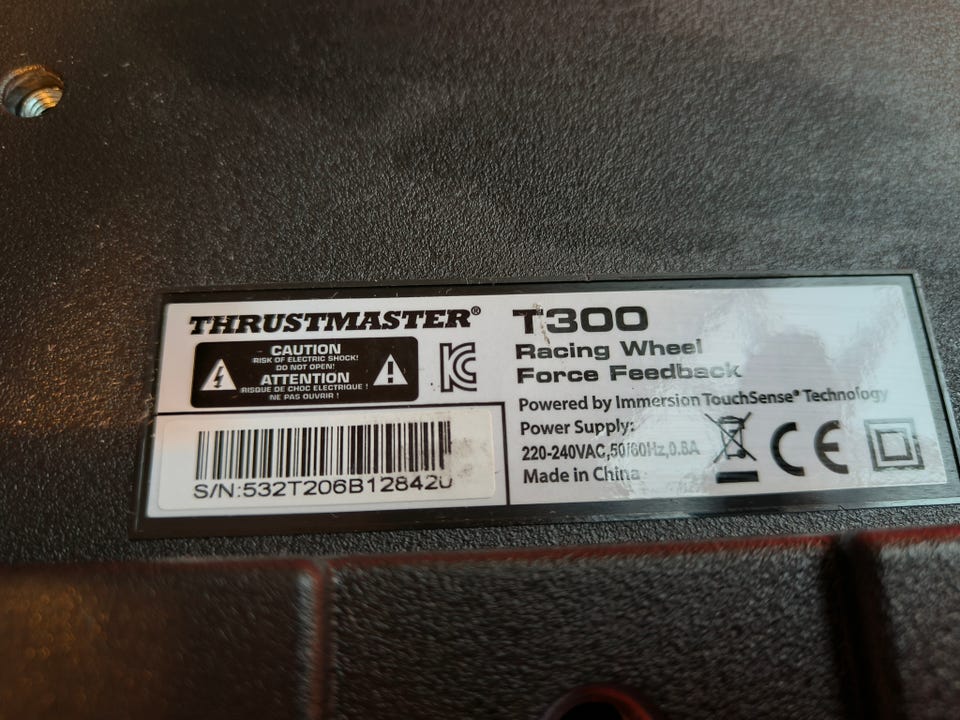 THRUSTMASTER®
CAUTION
RISK OF ELECTRIC SHOCK!
DO NOT OPEN!
ATTENTION
RISQUE DE CHOC ELECTRIQUE !
NE PAS OUVRIR !
S/N:532T206B128420
T300
Racing Wheel
Force Feedback
Powered by Immersion TouchSense® Technology
Power Supply:
220-240VAC,50/60Hz,0.8A
Made in China
CE